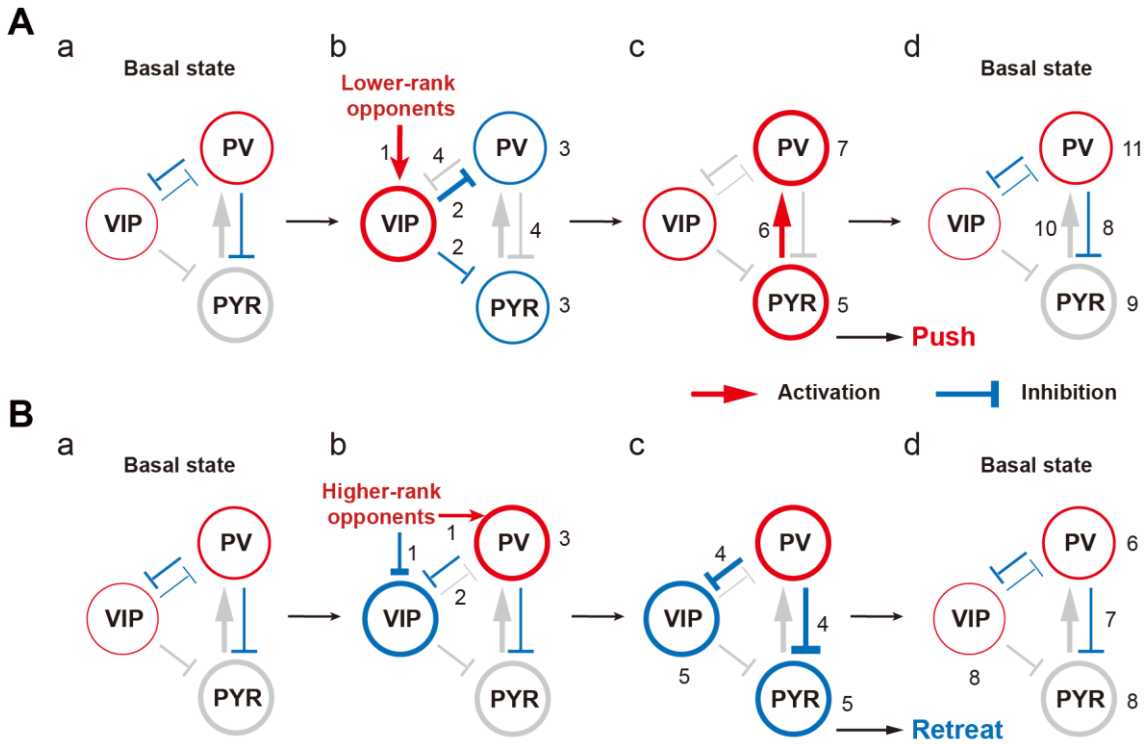 A
a
b
c
d
Basal state
Lower-rank
opponents
Basal state
PV
VIP
PYR
1
4
2
2
4
PV
3
VIP
PYR
3
PV
7
VIP
6
PYR
5
Push
PV
11
VIP
10
8
PYR
9
Activation
Inhibition
B
a
b
c
d
Basal state
Higher-rank
opponents
Basal state
PV
VIP
PYR
1
1
2
PV
3
VIP
PYR
4
PV
VIP
4
5
PYR
5
Retreat
PV
6
VIP
7
8
PYR
8